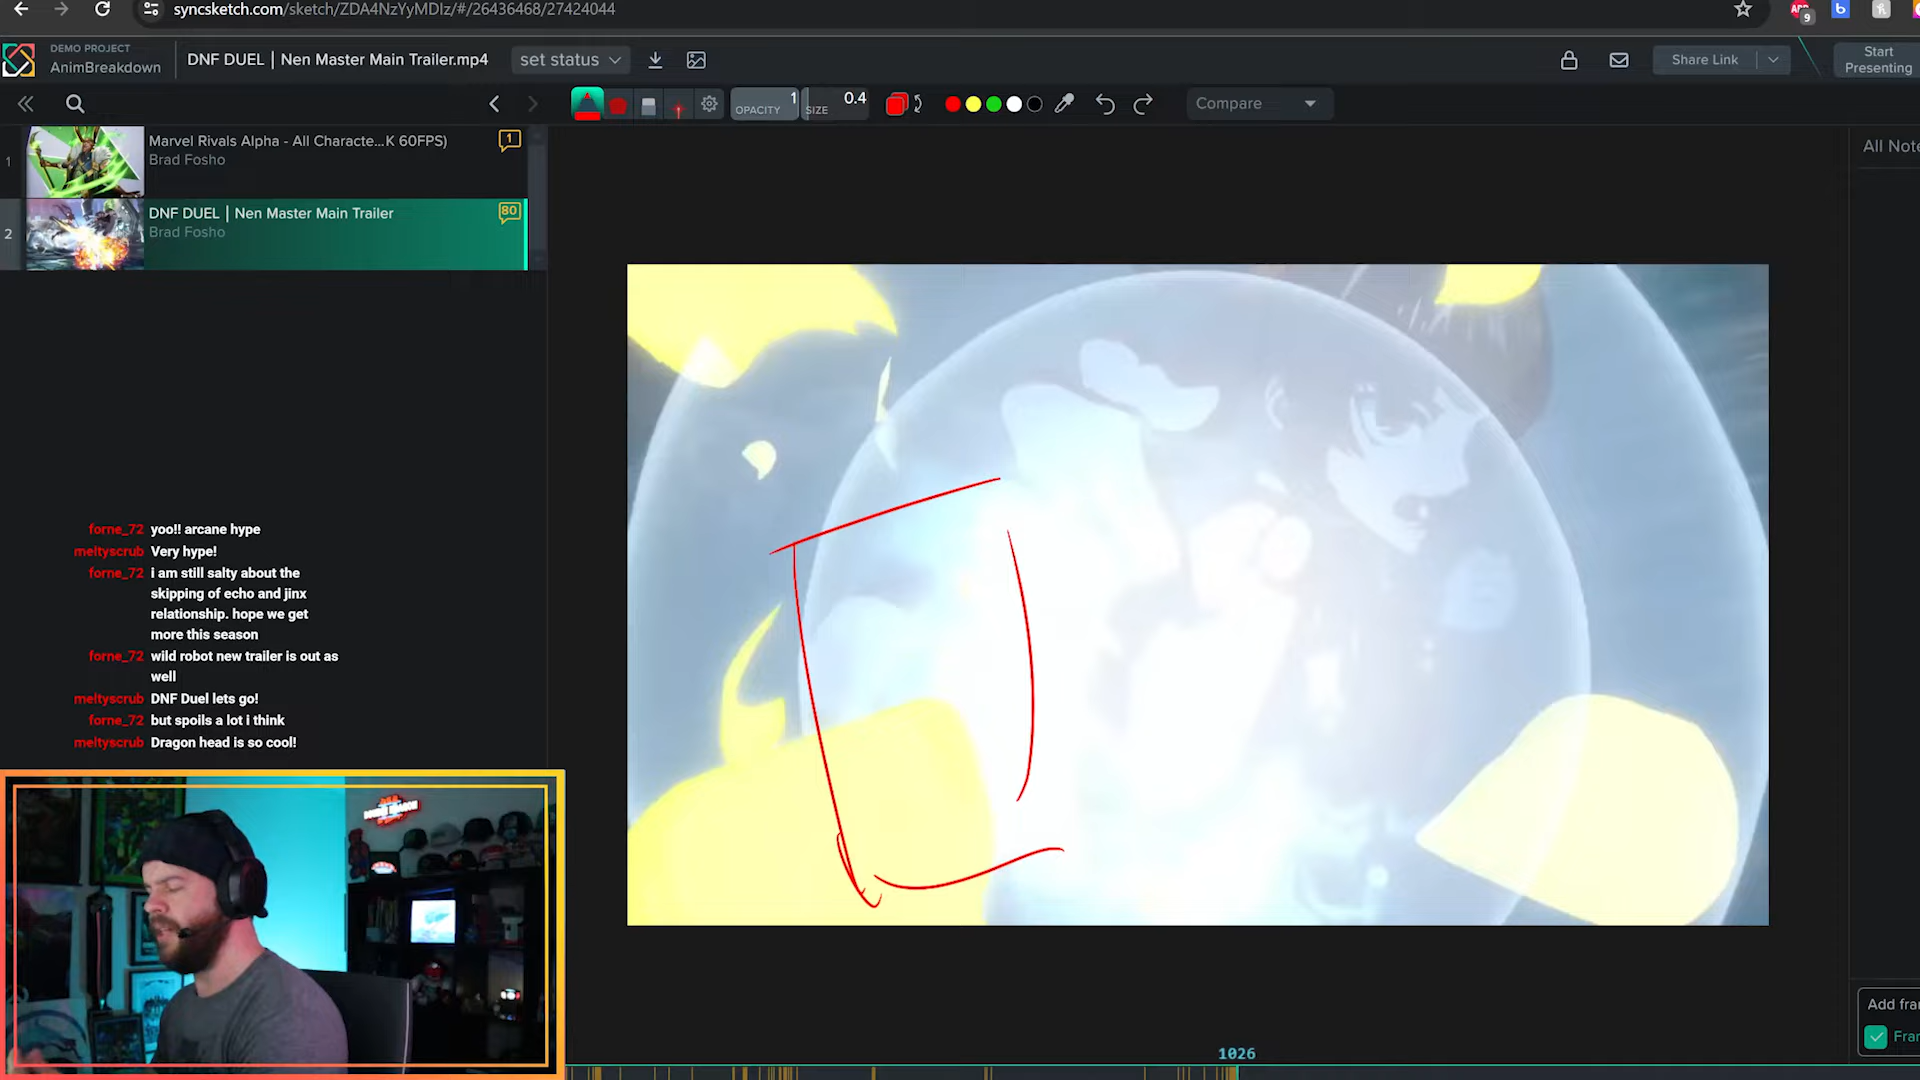 syncsketch.com/sketch/ZDA4NzYyMDIz/#/26436468/27424044
9
DEMO PROJECT
AnimBreakdown
DNF DUEL | Nen Master Main Trailer.mp4
set status
Share Link
Start
Presenting
OPACITY 1
SIZE 0.4
Compare
1
Marvel Rivals Alpha - All Characte...K 60FPS)
Brad Fosho
1
2
DNF DUEL | Nen Master Main Trailer
Brad Fosho
80
All Note
forne_72 yoo!! arcane hype
meltyscrub Very hype!
forne_72 i am still salty about the
skipping of echo and jinx
relationship. hope we get
more this season
forne_72 wild robot new trailer is out as
well
meltyscrub DNF Duel lets go!
forne_72 but spoils a lot i think
meltyscrub Dragon head is so cool!
Add fra
Fra
1026